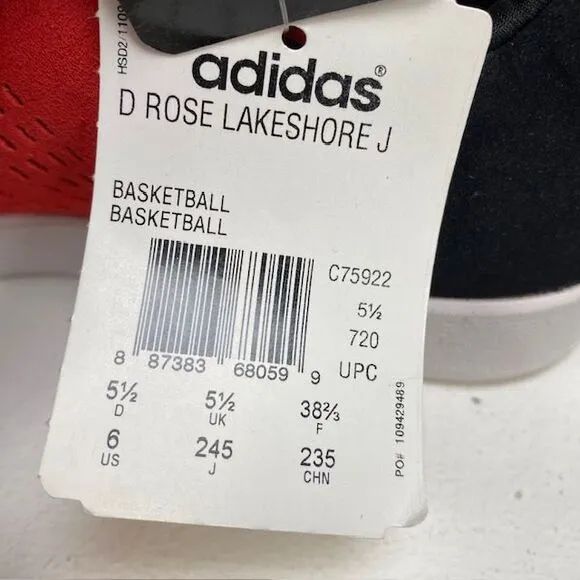 HSD2/1109
adidas®
D ROSE LAKESHORE J
BASKETBALL
BASKETBALL
C75922
5½
720
8 87383 68059 9 UPC
5½ 5½ 38⅔
D UK F
6 245 235
US J CHN
PO# 109429489